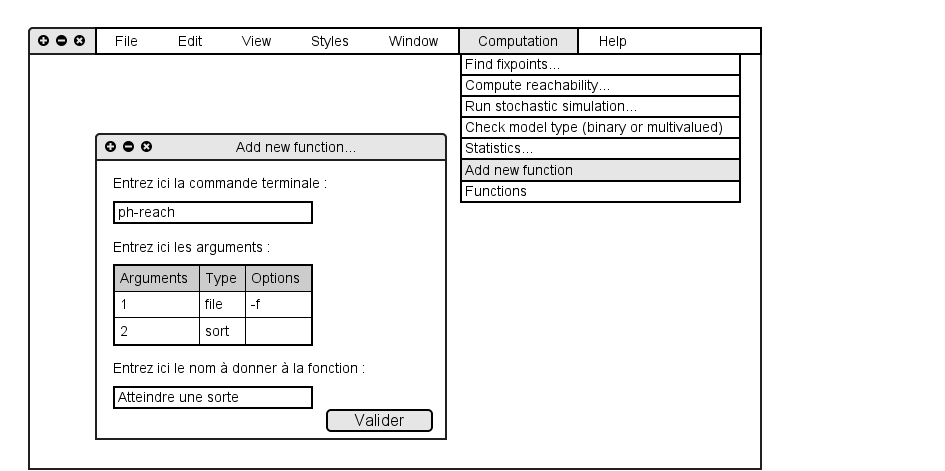 File Edit View Styles Window Computation Help
Find fixpoints...
Compute reachability...
Run stochastic simulation...
Check model type (binary or multivalued)
Statistics...
Add new function
Functions
Add new function...
Entrez ici la commande terminale :
ph-reach
Entrez ici les arguments :
Arguments Type Options
1 file -f
2 sort
Entrez ici le nom à donner à la fonction :
Atteindre une sorte
Valider